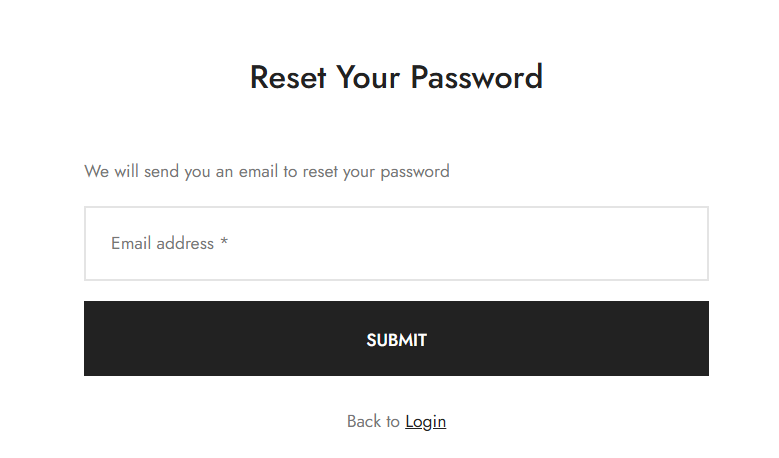 Reset Your Password
We will send you an email to reset your password
Email address *
SUBMIT
Back to Login